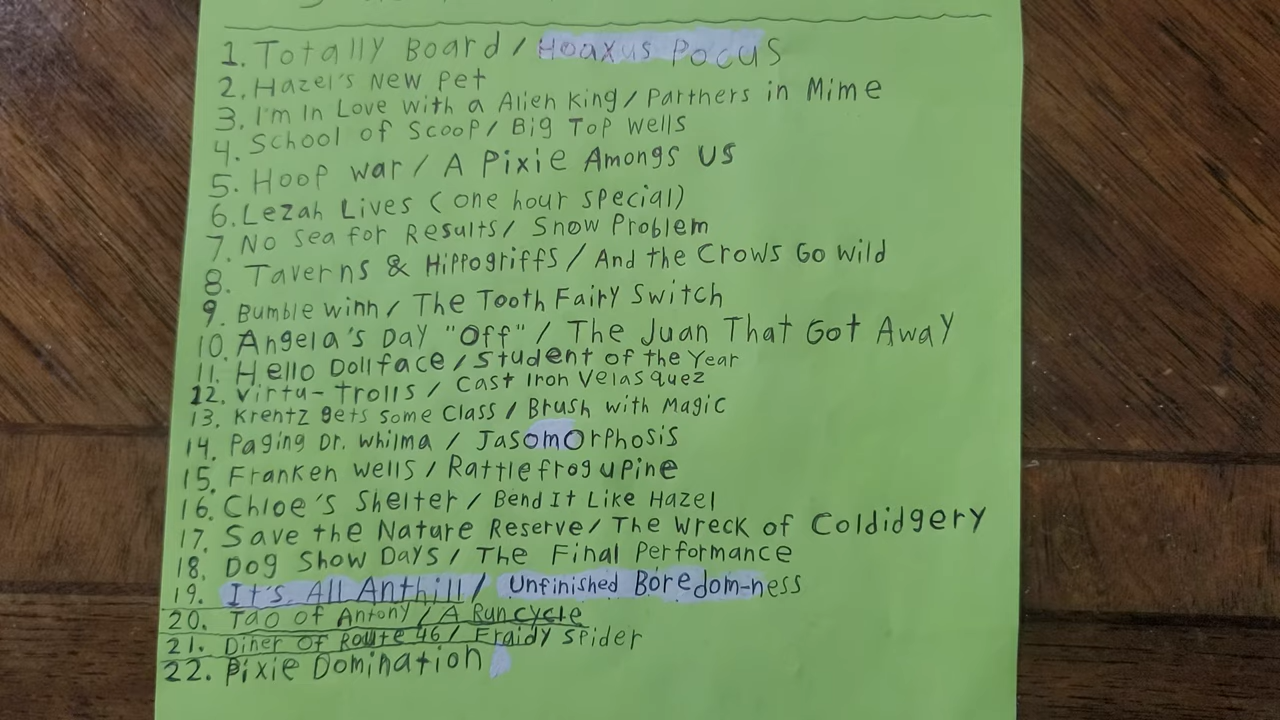 1. Totally Board / Hoaxus Pocus
2. Hazel's New Pet
3. I'm In Love with a Alien King / Partners in Mime
4. School of Scoop / Big Top Wells
5. Hoop war / A Pixie Amongs US
6. Lezah Lives (one hour special)
7. No Sea for Results / Snow Problem
8. Taverns & Hippogriffs / And the Crows Go Wild
9. Bumble winn / The Tooth Fairy Switch
10. Angela's Day "Off" / The Juan That Got Away
11. Hello Dollface / Student of the Year
12. Virtu-Trolls / Cast Iron Velasquez
13. Krentz gets Some Class / Brush with Magic
14. Paging Dr. Whilma / Jasomorphosis
15. Franken wells / Rattlefrogupine
16. Chloe's Shelter / Bend It Like Hazel
17. Save the Nature Reserve / The Wreck of Coldidgery
18. Dog Show Days / The Final Performance
19. It's All Anthill / Unfinished Boredom-ness
20. Tao of Antony / A Run cycle
21. Diner Of Route 46 / Fraidy Spider
22. Pixie Domination